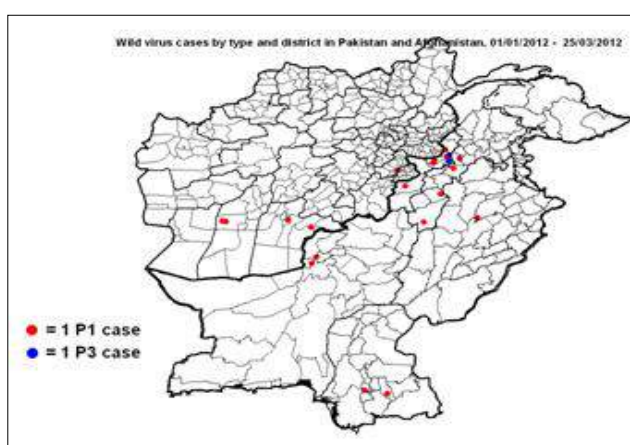 Wild virus cases by type and district in Pakistan and Afghanistan, 01/01/2012 - 25/03/2012
= 1 P1 case
= 1 P3 case